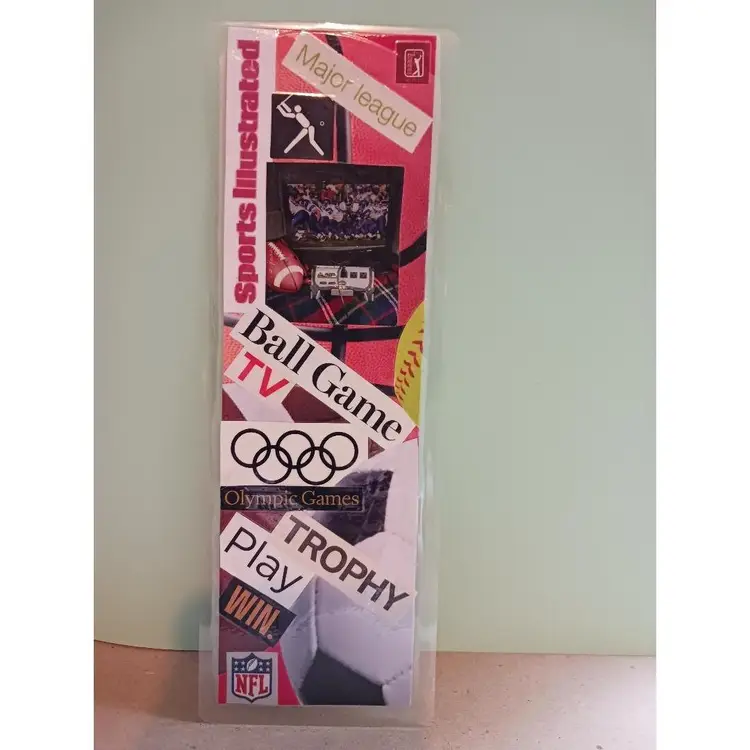 Sports Illustrated
Major league
Ball Game
TV
Olympic Games
TROPHY
Play
WIN.
NFL